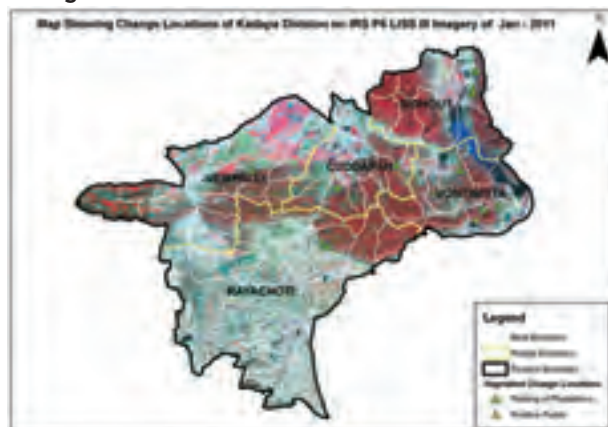 Map Showing Change Locations of Kadapa Division on IRS P6 LISS III Imagery of Jan - 2011
SIDHOUT
CUDDAPAH
VEMPALLI
VONTIMITTA
RAYACHOTI
Legend
Beat Boundary
Range Boundary
Division Boundary
Vegetation Change Locations